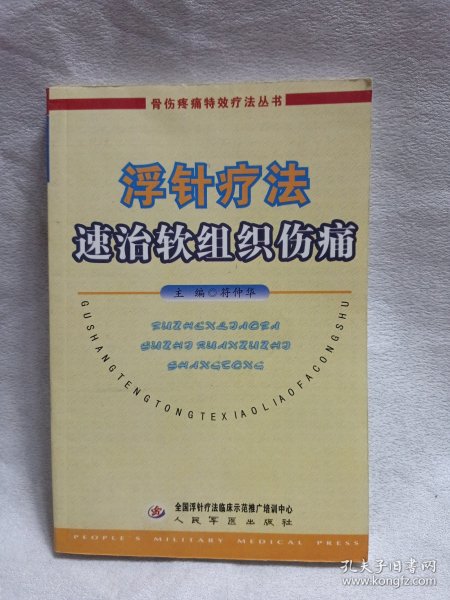 骨伤疼痛特效疗法丛书
浮针疗法
速治软组织伤痛
主 编◎符仲华
GUSHANGTENGTONGTEXIAOLIAOFACONGSHU
FUZHENLIAOFA
SUZHI RUANZUZHI
SHANGTONG
全国浮针疗法临床示范推广培训中心
人民军医出版社
PEOPLE'S MILITARY MEDICAL PRESS
孔夫子旧书网
www.kongfz.com